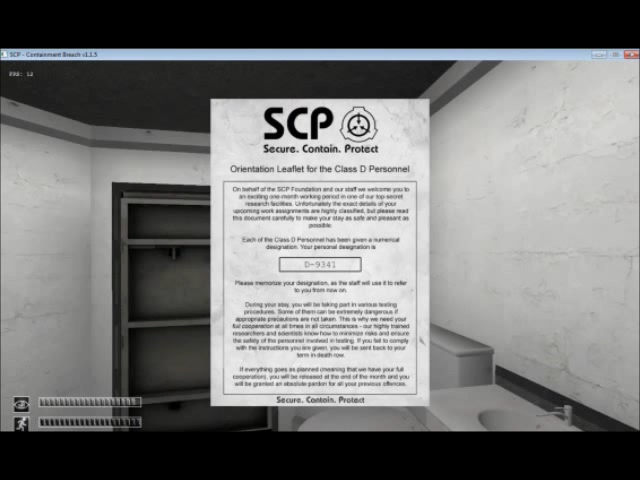 SCP - Containment Breach v1.1.5
FPS: 12
SCP
Secure. Contain. Protect
Orientation Leaflet for the Class D Personnel
On behalf of the SCP Foundation and our staff we welcome you to
an exciting one-month working period in one of our top-secret
research facilities. Unfortunately the exact details of your
upcoming work assignments are highly classified, but please read
this document carefully to make your stay as safe and pleasant as
possible.
Each of the Class D Personnel has been given a numerical
designation. Your personal designation is
D-9341
Please memorize your designation, as the staff will use it to refer
to you from now on.
During your stay, you will be taking part in various testing
procedures. Some of them can be extremely dangerous if
appropriate precautions are not taken. This is why we need your
full cooperation at all times in all circumstances - our highly trained
researchers and scientists know how to minimize risks and ensure
the safety of the personnel involved in testing. If you fail to comply
with the instructions you are given, you will be sent back to your
term in death row.
If everything goes as planned (meaning that we have your full
cooperation), you will be released at the end of the month and you
will be granted an absolute pardon for all your previous offences.
Secure. Contain. Protect